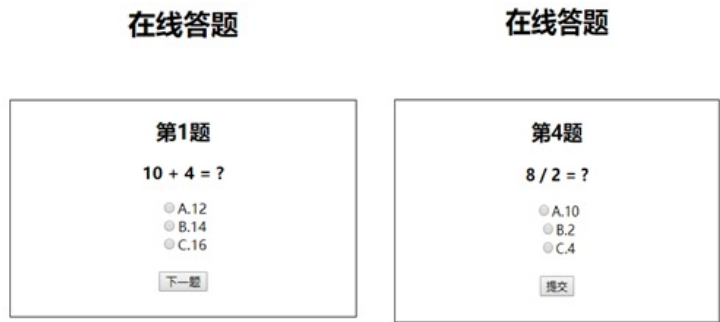 在线答题
第1题
10 + 4 = ?
A.12
B.14
C.16
下一题
在线答题
第4题
8 / 2 = ?
A.10
B.2
C.4
提交